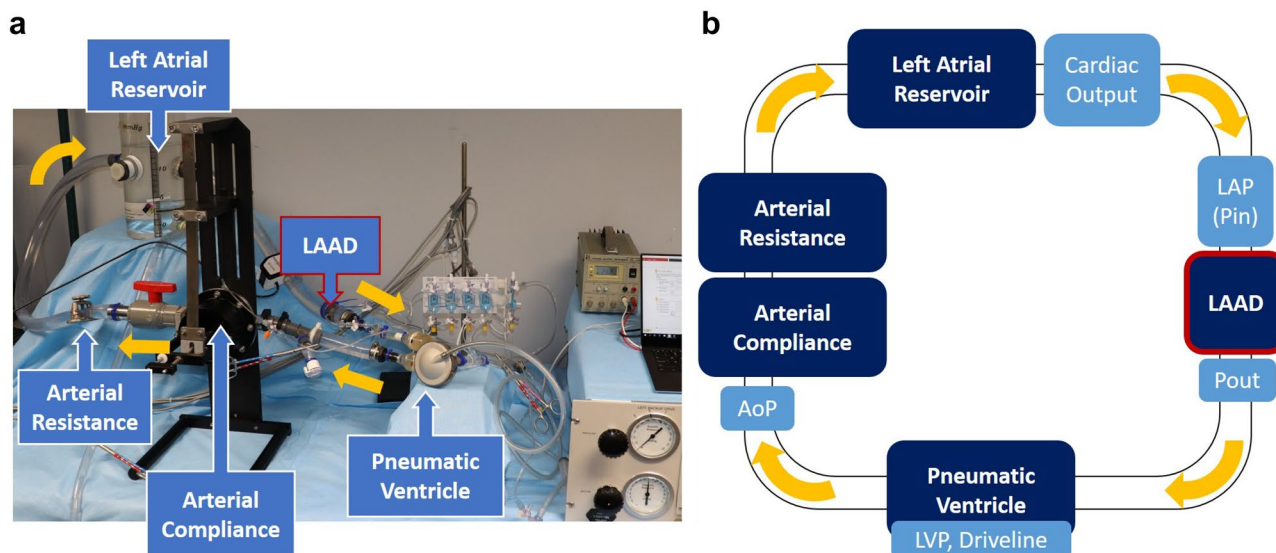 a
Left Atrial
Reservoir
LAAD
Arterial
Resistance
Arterial
Compliance
Pneumatic
Ventricle
b
Left Atrial
Reservoir
Cardiac
Output
LAP
(Pin)
LAAD
Pout
Arterial
Resistance
Arterial
Compliance
AoP
Pneumatic
Ventricle
LVP, Driveline